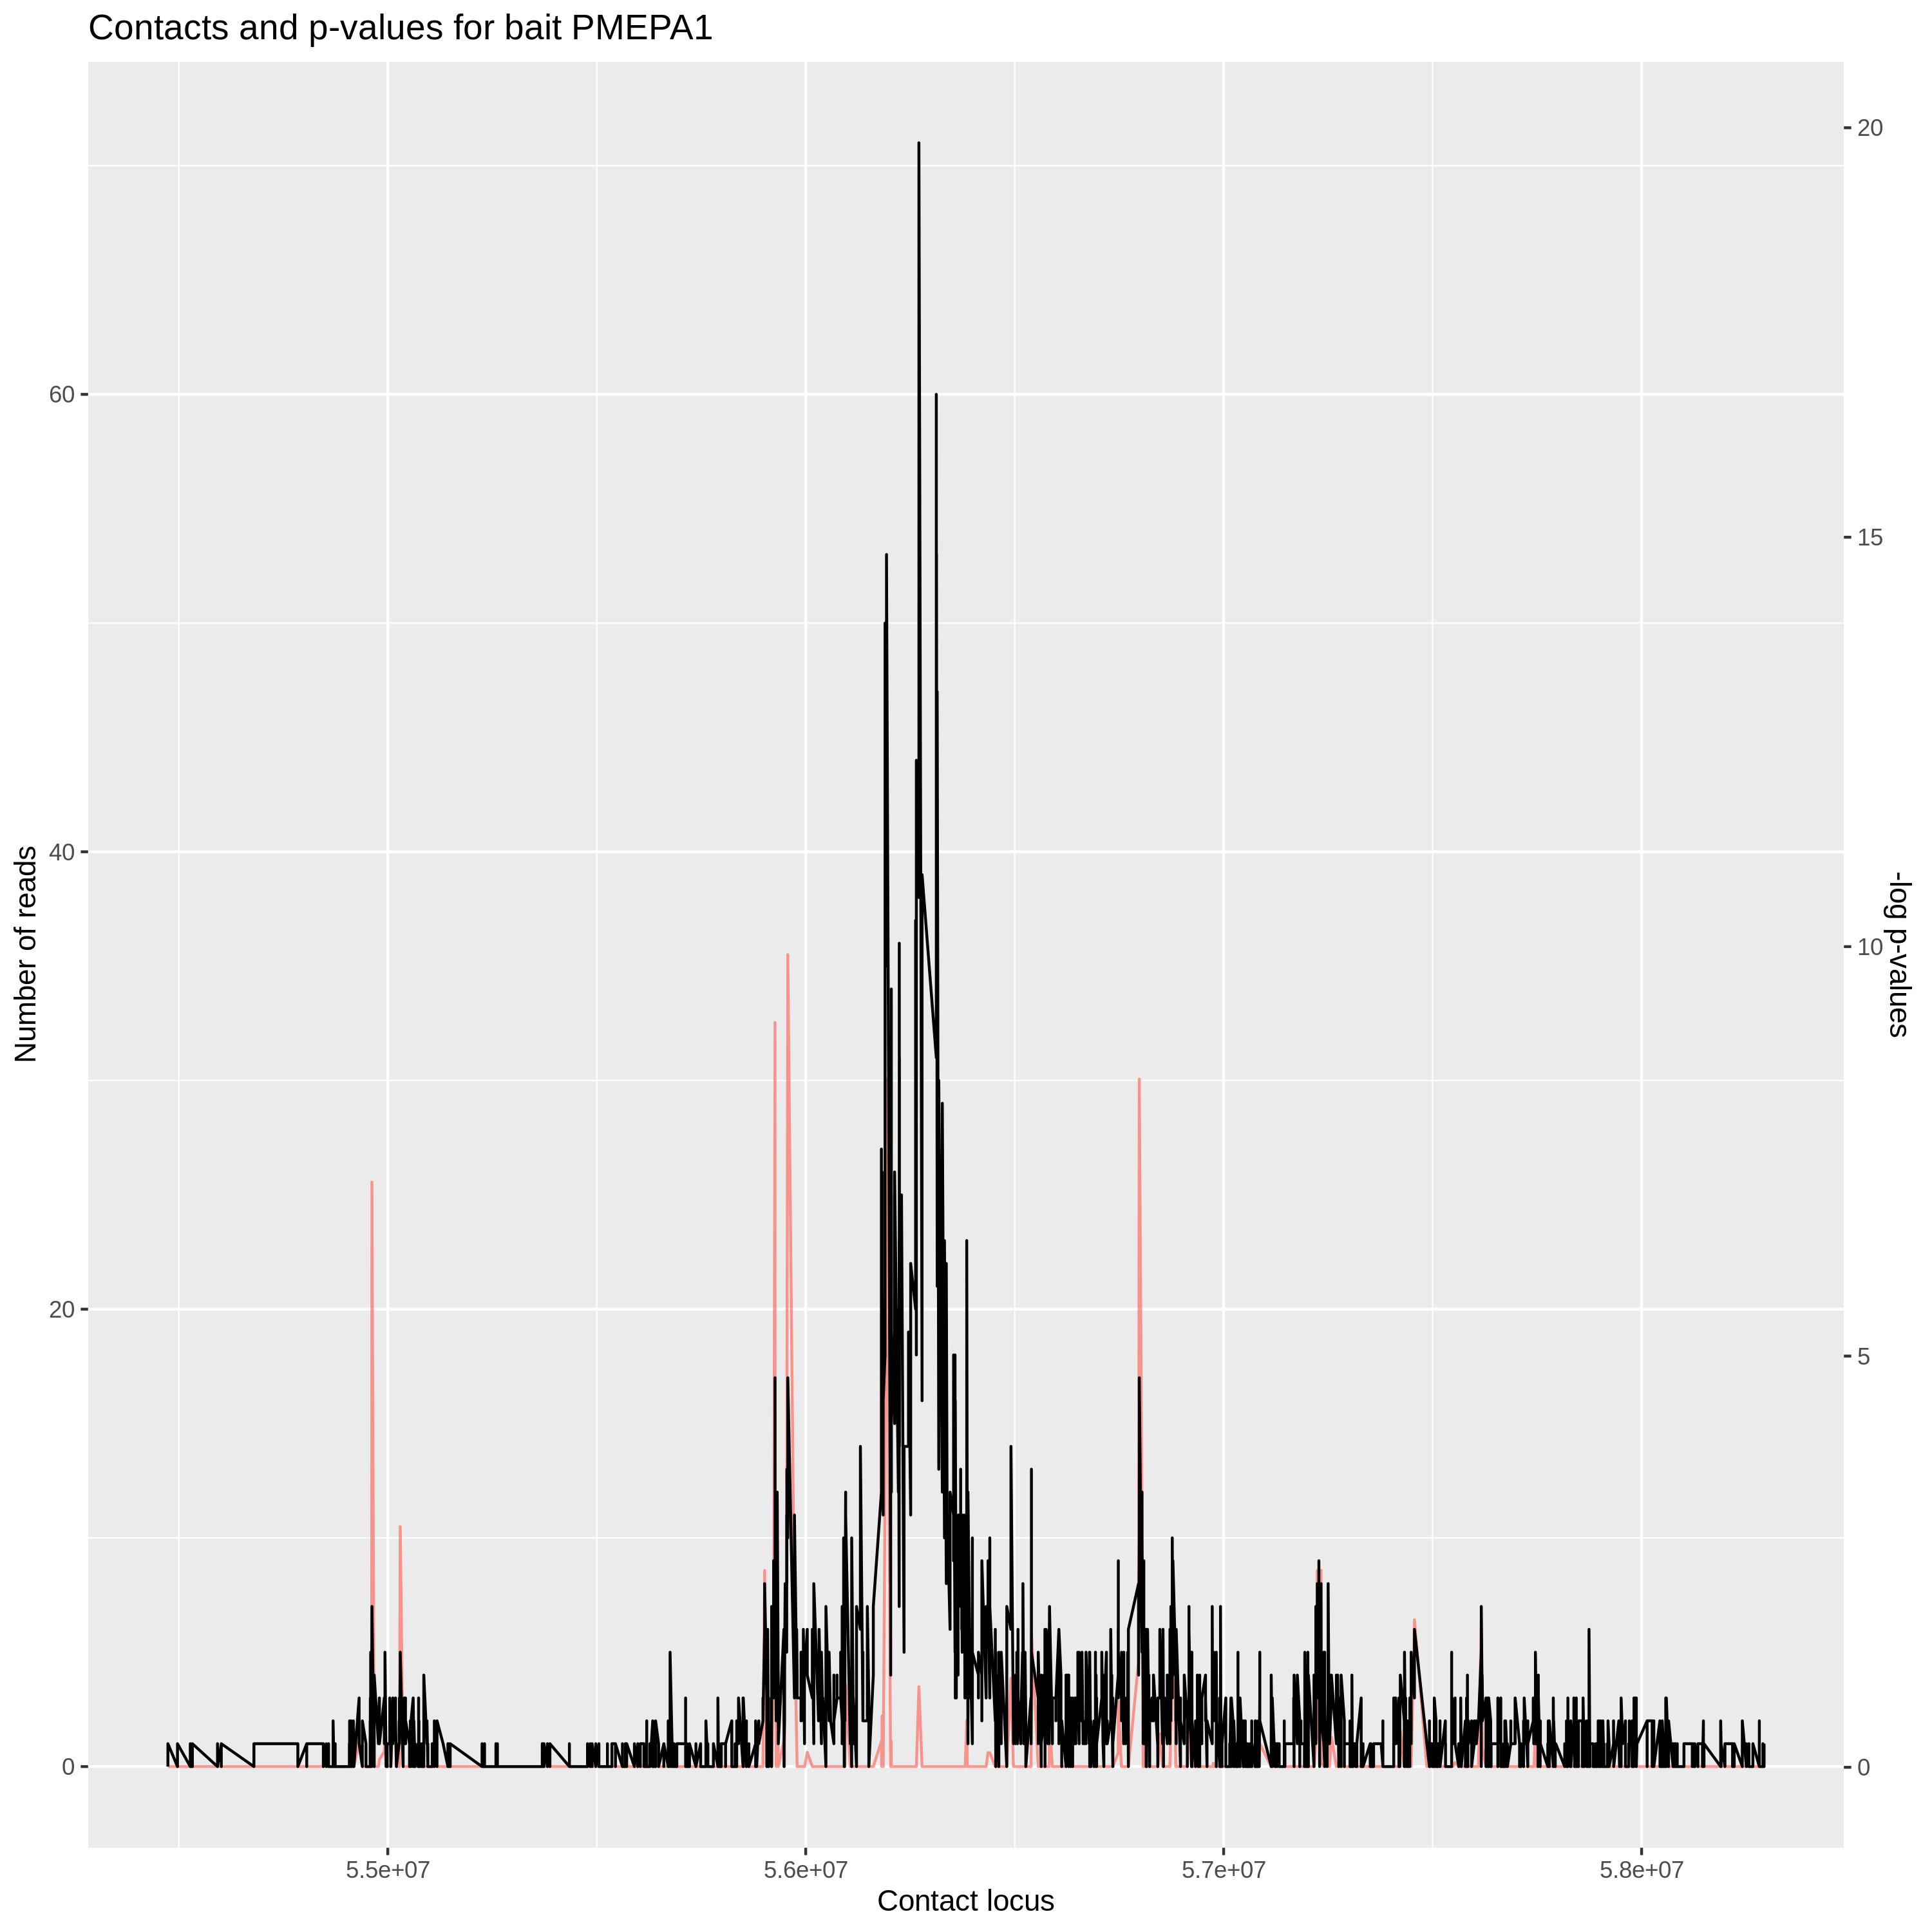 Contacts and p-values for bait PMEPA1
20
15
10
5
0
-log p-values
60
40
20
0
Number of reads
5.5e+07 5.6e+07 5.7e+07 5.8e+07
Contact locus